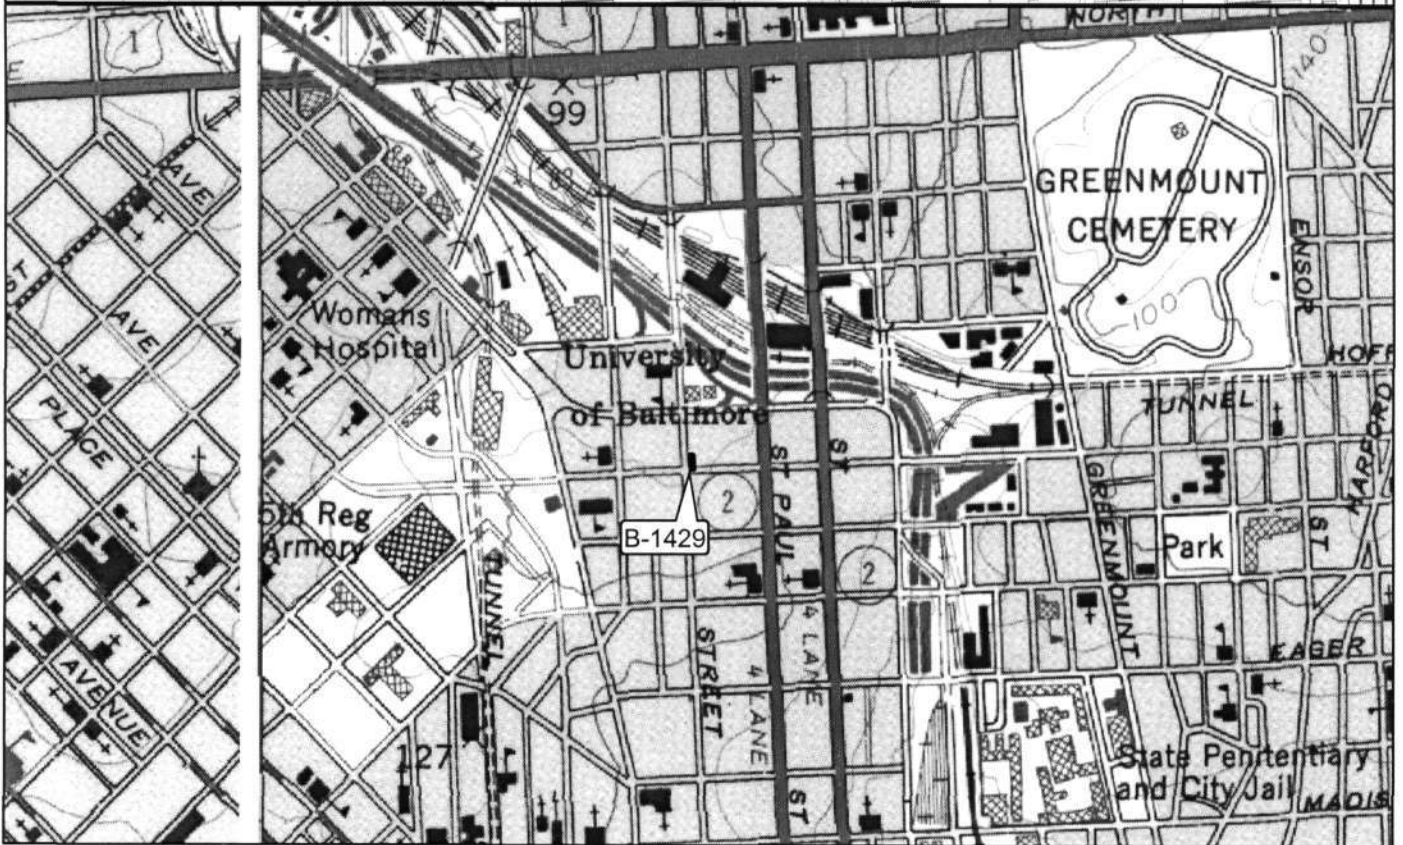 NORTH
1
E
140
99
AVE
GREENMOUNT
CEMETERY
ENSOR
ST
AVE
Womans
Hospital
100
University
of Baltimore
HOFF
TUNNEL
HARFORD
PLACE
ST PAUL
ST
2
5th Reg
Armory
B-1429
GREENMOUNT
Park
ST
2
TUNNEL
4 LANE
STREET
4 LANE
EAGER
AVENUE
127
State Penitentiary
and City Jail
MADIS
ST